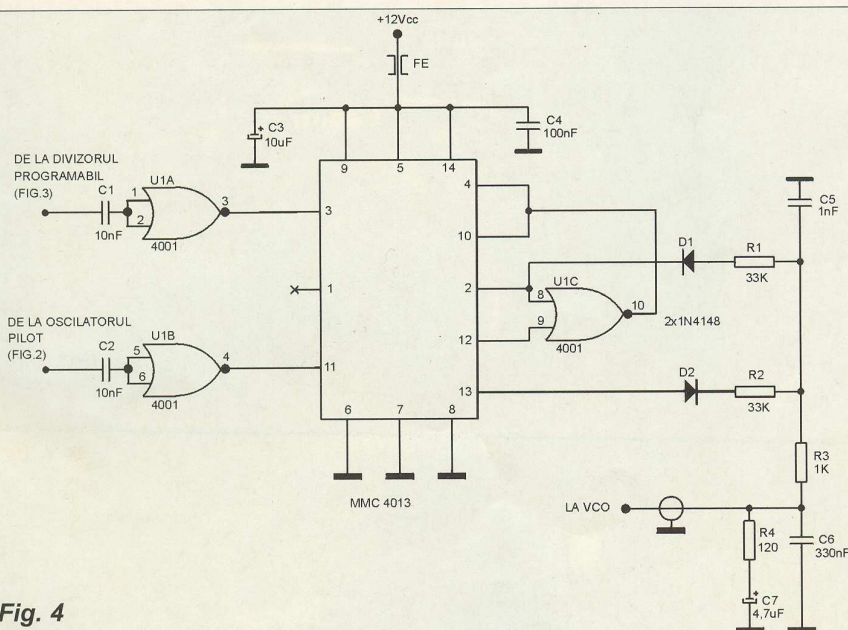 +12Vcc
FE
C3
+
10uF
C4
100nF
DE LA DIVIZORUL
PROGRAMABIL
(FIG.3)
C1
10nF
U1A
1
2
3
4001
9
5
14
3
1
11
4
10
2
12
13
6
7
8
MMC 4013
DE LA OSCILATORUL
PILOT
(FIG.2)
C2
10nF
U1B
5
6
4
4001
U1C
8
9
10
4001
D1
R1
33K
C5
1nF
2x1N4148
D2
R2
33K
R3
1K
LA VCO
R4
120
C6
330nF
+
C7
4,7uF
Fig. 4